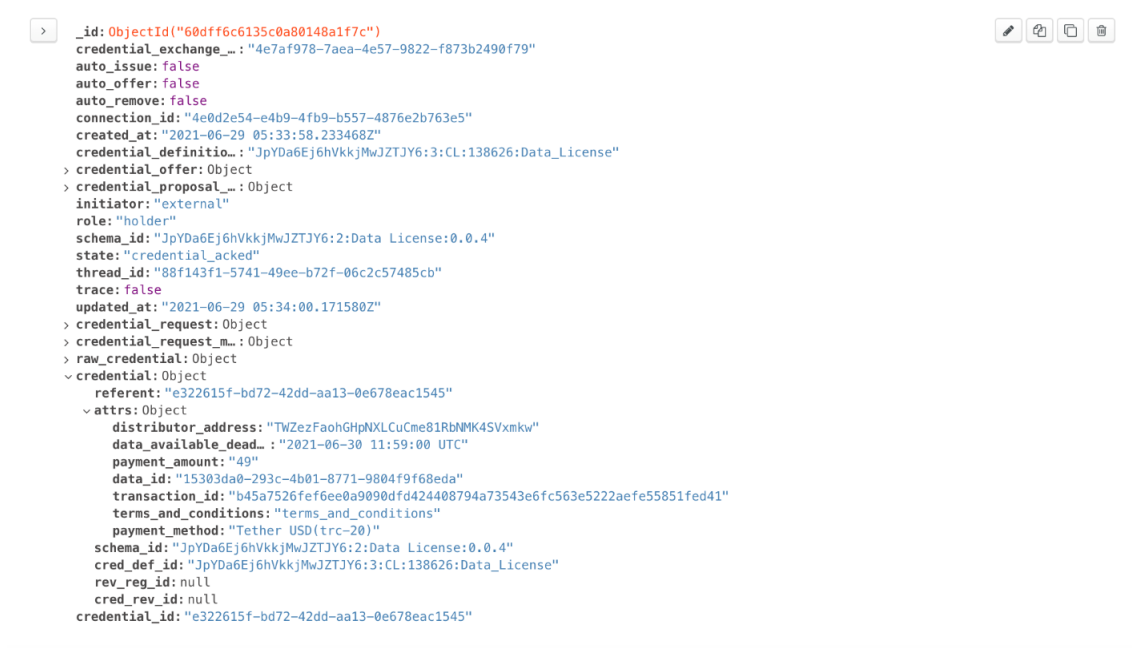 _id: ObjectId("60dff6c6135c0a80148a1f7c")
credential_exchange_…: "4e7af978-7aea-4e57-9822-f873b2490f79"
auto_issue: false
auto_offer: false
auto_remove: false
connection_id: "4e0d2e54-e4b9-4fb9-b557-4876e2b763e5"
created_at: "2021-06-29 05:33:58.233468Z"
credential_definitio…: "JpYDa6Ej6hVkkjMwJZTJY6:3:CL:138626:Data_License"
credential_offer: Object
credential_proposal_…: Object
initiator: "external"
role: "holder"
schema_id: "JpYDa6Ej6hVkkjMwJZTJY6:2:Data License:0.0.4"
state: "credential_acked"
thread_id: "88f143f1-5741-49ee-b72f-06c2c57485cb"
trace: false
updated_at: "2021-06-29 05:34:00.171580Z"
credential_request: Object
credential_request_m…: Object
raw_credential: Object
credential: Object
referent: "e322615f-bd72-42dd-aa13-0e678eac1545"
attrs: Object
distributor_address: "TWZezFaohGHpNXLCuCme81RbNMK4SVxmkw"
data_available_dead…: "2021-06-30 11:59:00 UTC"
payment_amount: "49"
data_id: "15303da0-293c-4b01-8771-9804f9f68eda"
transaction_id: "b45a7526fef6ee0a9090dfd424408794a73543e6fc563e5222aefe55851fed41"
terms_and_conditions: "terms_and_conditions"
payment_method: "Tether USD(trc-20)"
schema_id: "JpYDa6Ej6hVkkjMwJZTJY6:2:Data License:0.0.4"
cred_def_id: "JpYDa6Ej6hVkkjMwJZTJY6:3:CL:138626:Data_License"
rev_reg_id: null
cred_rev_id: null
credential_id: "e322615f-bd72-42dd-aa13-0e678eac1545"